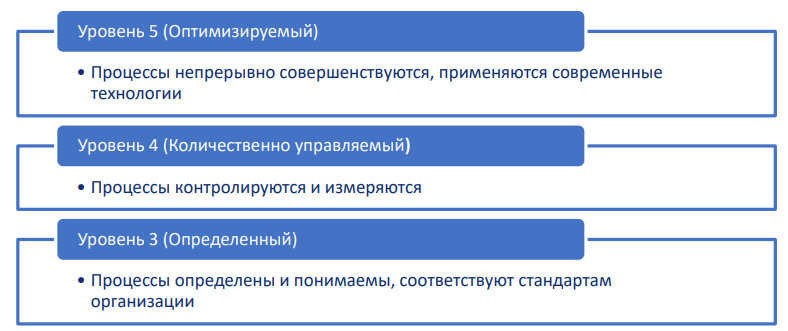 Уровень 5 (Оптимизируемый)
• Процессы непрерывно совершенствуются, применяются современные
технологии
Уровень 4 (Количественно управляемый)
• Процессы контролируются и измеряются
Уровень 3 (Определенный)
• Процессы определены и понимаемы, соответствуют стандартам
организации